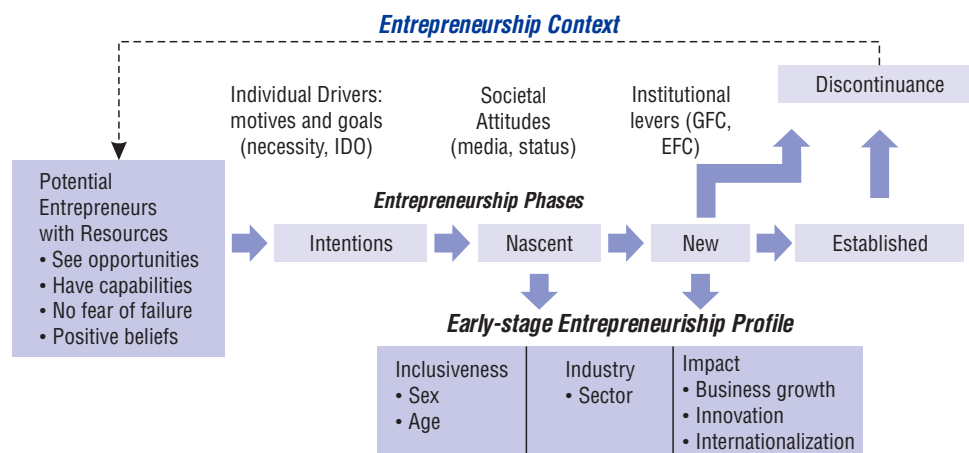 Entrepreneurship Context
Discontinuance
Individual Drivers:
motives and goals
(necessity, IDO)
Societal
Attitudes
(media, status)
Institutional
levers (GFC,
EFC)
Potential
Entrepreneurs
with Resources
• See opportunities
• Have capabilities
• No fear of failure
• Positive beliefs
Entrepreneurship Phases
Intentions
Nascent
New
Established
Early-stage Entrepreneuriship Profile
Inclusiveness
• Sex
• Age
Industry
• Sector
Impact
• Business growth
• Innovation
• Internationalization